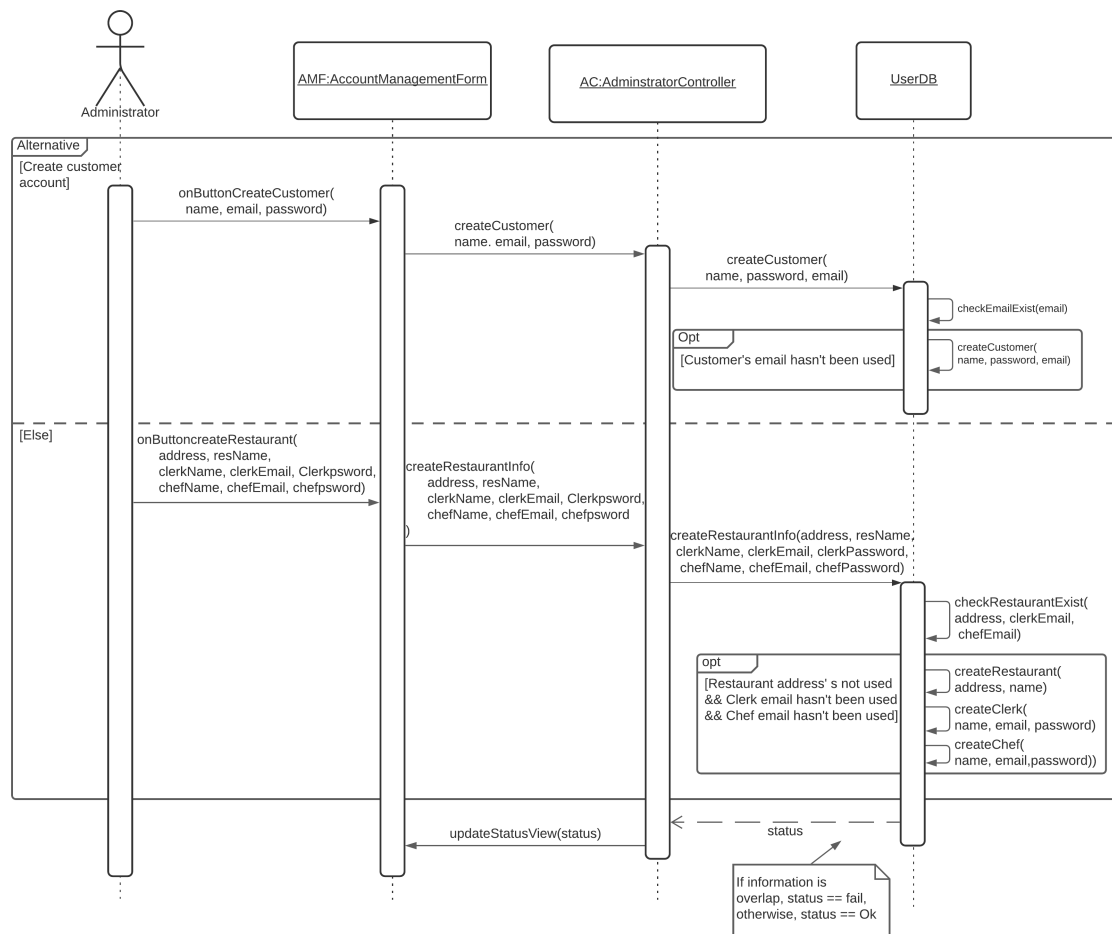 Administrator
AMF:AccountManagementForm
AC:AdminstratorController
UserDB
Alternative
[Create customer
account]
onButtonCreateCustomer(
name, email, password)
createCustomer(
name. email, password)
createCustomer(
name, password, email)
checkEmailExist(email)
Opt
[Customer's email hasn't been used]
createCustomer(
name, password, email)
[Else]
onButtoncreateRestaurant(
address, resName,
clerkName, clerkEmail, Clerkpsword,
chefName, chefEmail, chefpsword)
createRestaurantInfo(
address, resName,
clerkName, clerkEmail, Clerkpsword,
chefName, chefEmail, chefpsword
)
createRestaurantInfo(address, resName,
clerkName, clerkEmail, clerkPassword,
chefName, chefEmail, chefPassword)
checkRestaurantExist(
address, clerkEmail,
chefEmail)
opt
[Restaurant address' s not used
&& Clerk email hasn't been used
&& Chef email hasn't been used]
createRestaurant(
address, name)
createClerk(
name, email, password)
createChef(
name, email,password))
status
updateStatusView(status)
If information is
overlap, status == fail,
otherwise, status == Ok